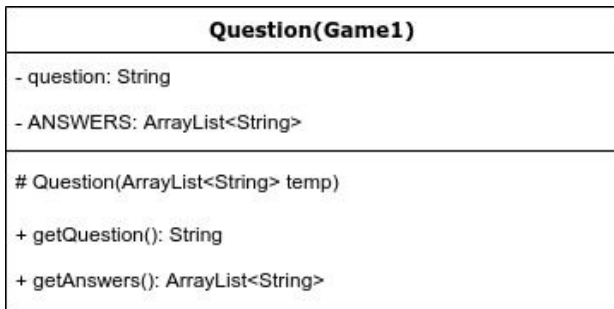 Question(Game1)
- question: String
- ANSWERS: ArrayList<String>
# Question(ArrayList<String> temp)
+ getQuestion(): String
+ getAnswers(): ArrayList<String>